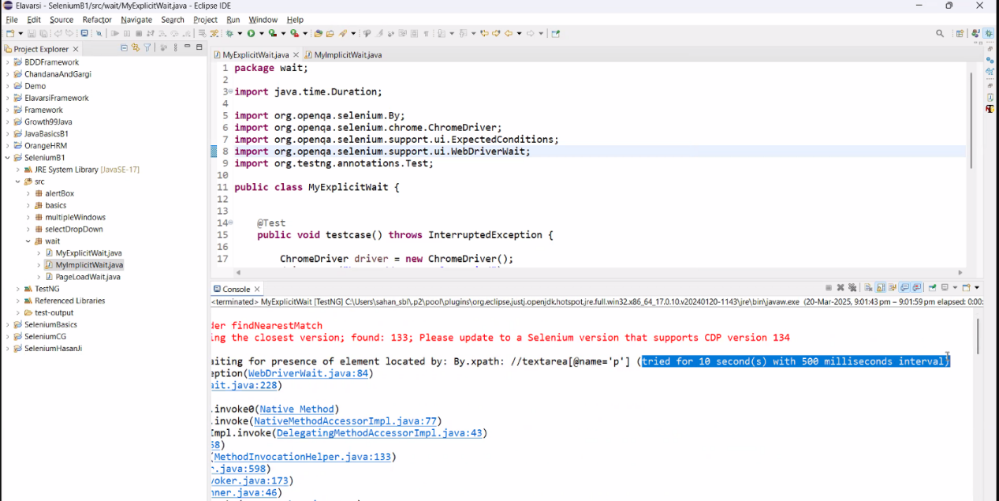 Elavarsi - SeleniumB1/src/wait/MyExplicitWait.java - Eclipse IDE
File Edit Source Refactor Navigate Search Project Run Window Help
Project Explorer
BDDFramework
ChandanaAndGargi
Demo
ElavarsiFramework
Framework
Growth99Java
JavaBasicsB1
OrangeHRM
SeleniumB1
JRE System Library [JavaSE-17]
src
alertBox
basics
multipleWindows
selectDropDown
wait
MyExplicitWait.java
MyImplicitWait.java
PageLoadWait.java
TestNG
Referenced Libraries
test-output
SeleniumBasics
SeleniumCG
SeleniumHasanJi
MyExplicitWait.java MyImplicitWait.java
1 package wait;
2
3 import java.time.Duration;
4
5 import org.openqa.selenium.By;
6 import org.openqa.selenium.chrome.ChromeDriver;
7 import org.openqa.selenium.support.ui.ExpectedConditions;
8 import org.openqa.selenium.support.ui.WebDriverWait;
9 import org.testng.annotations.Test;
10
11 public class MyExplicitWait {
12
13
14 @Test
15 public void testcase() throws InterruptedException {
16
17 ChromeDriver driver = new ChromeDriver();
Console
<terminated> MyExplicitWait [TestNG] C:\Users\sahan_sbl\.p2\pool\plugins\org.eclipse.justj.openjdk.hotspot.jre.full.win32.x86_64_17.0.10.v20240120-1143\jre\bin\javaw.exe (20-Mar-2025, 9:01:43 pm – 9:01:59 pm elapsed: 0:00:
der findNearestMatch
ing the closest version; found: 133; Please update to a Selenium version that supports CDP version 134
aiting for presence of element located by: By.xpath: //textarea[@name='p'] (tried for 10 second(s) with 500 milliseconds interval)
eption(WebDriverWait.java:84)
ait.java:228)
.invoke0(Native Method)
.invoke(NativeMethodAccessorImpl.java:77)
Impl.invoke(DelegatingMethodAccessorImpl.java:43)
58)
(MethodInvocationHelper.java:133)
r.java:598)
voker.java:173)
nner.java:46)